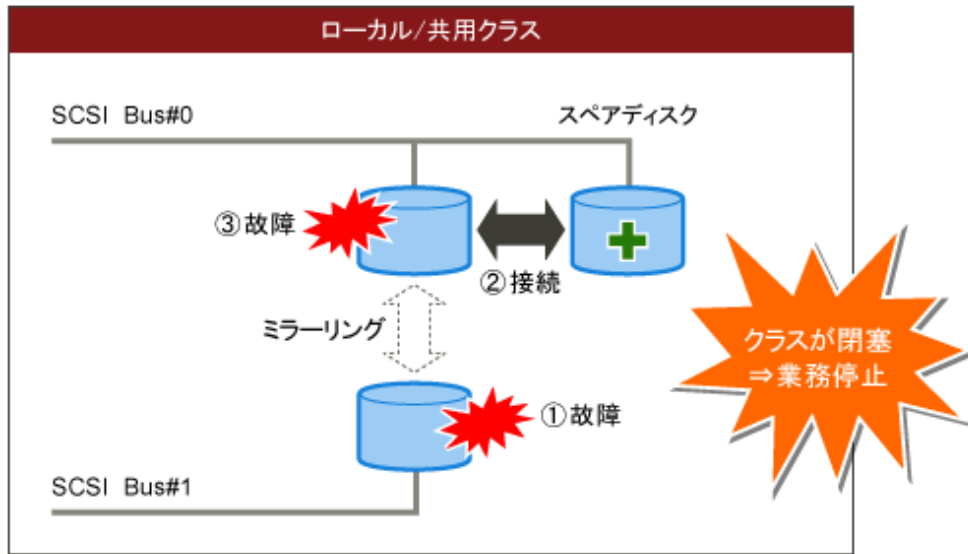 ローカル/共用クラス
SCSI Bus#0
スペアディスク
③故障
②接続
ミラーリング
クラスが閉塞
⇒業務停止
①故障
SCSI Bus#1